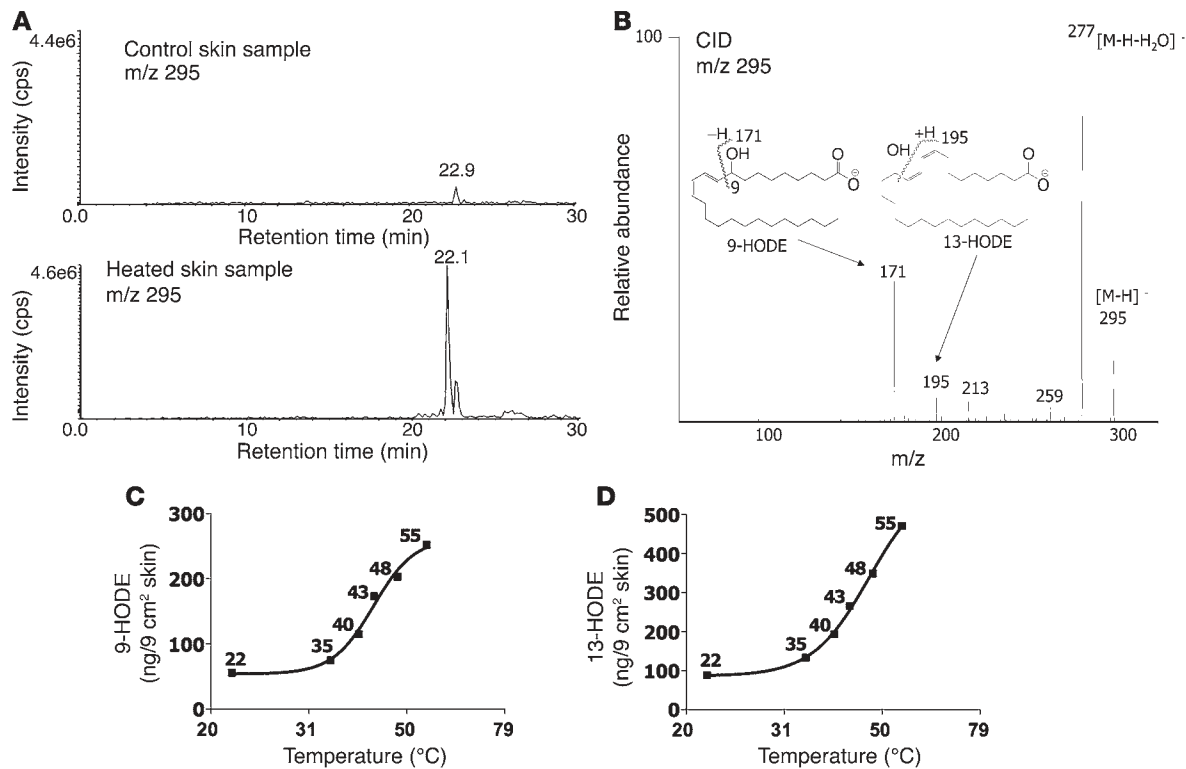 A
4.4e6
Control skin sample
m/z 295
22.9
Intensity (cps)
0.0 10 20 30
Retention time (min)
4.6e6
Heated skin sample
m/z 295
22.1
Intensity (cps)
0.0 10 20 30
Retention time (min)
B
100
CID
m/z 295
277 [M-H-H₂O] -
–H 171
OH
O
O
⊖
9
9-HODE
+H 195
OH
O
O
⊖
13-HODE
171
[M-H] -
295
195
213
259
Relative abundance
100 200 300
m/z
C
300
200
100
0
55
48
43
40
35
22
9-HODE
(ng/9 cm² skin)
20 31 50 79
Temperature (°C)
D
500
400
300
200
100
0
55
48
43
40
35
22
13-HODE
(ng/9 cm² skin)
20 31 50 79
Temperature (°C)